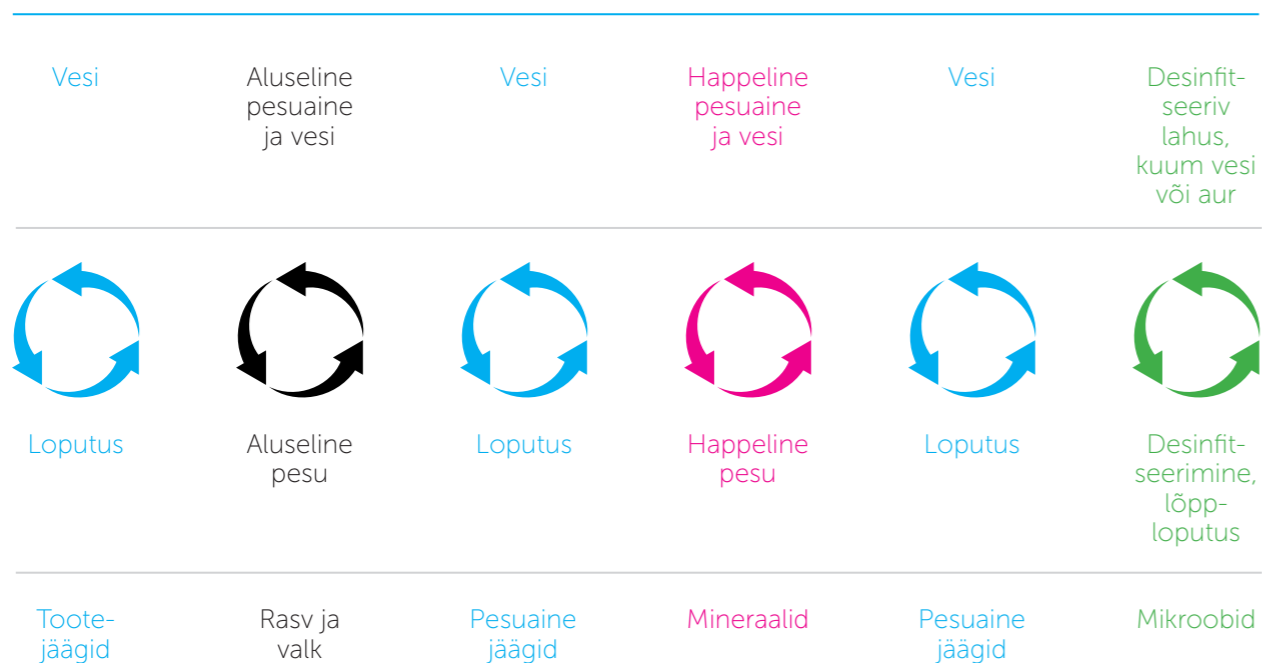 Vesi
Aluseline
pesuaine
ja vesi
Vesi
Happeline
pesuaine
ja vesi
Vesi
Desinfit-
seeriv
lahus,
kuum vesi
või aur
Loputus
Aluseline
pesu
Loputus
Happeline
pesu
Loputus
Desinfit-
seerimine,
lõpp-
loputus
Toote-
jäägid
Rasv ja
valk
Pesuaine
jäägid
Mineraalid
Pesuaine
jäägid
Mikroobid